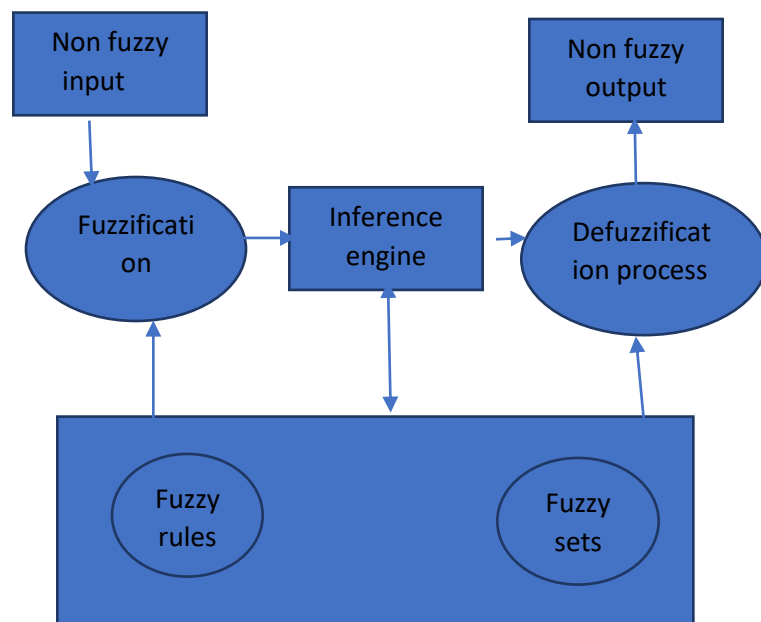 Non fuzzy
input
Non fuzzy
output
Fuzzificati
on
Inference
engine
Defuzzificat
ion process
Fuzzy
rules
Fuzzy
sets